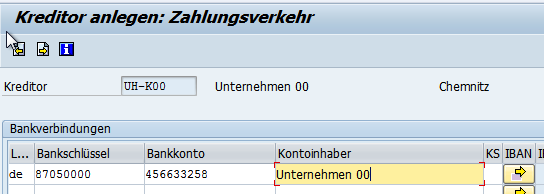 Kreditor anlegen: Zahlungsverkehr
Kreditor UH-K00 Unternehmen 00 Chemnitz
Bankverbindungen
L... Bankschlüssel Bankkonto Kontoinhaber KS IBAN
de 87050000 456633258 Unternehmen 00